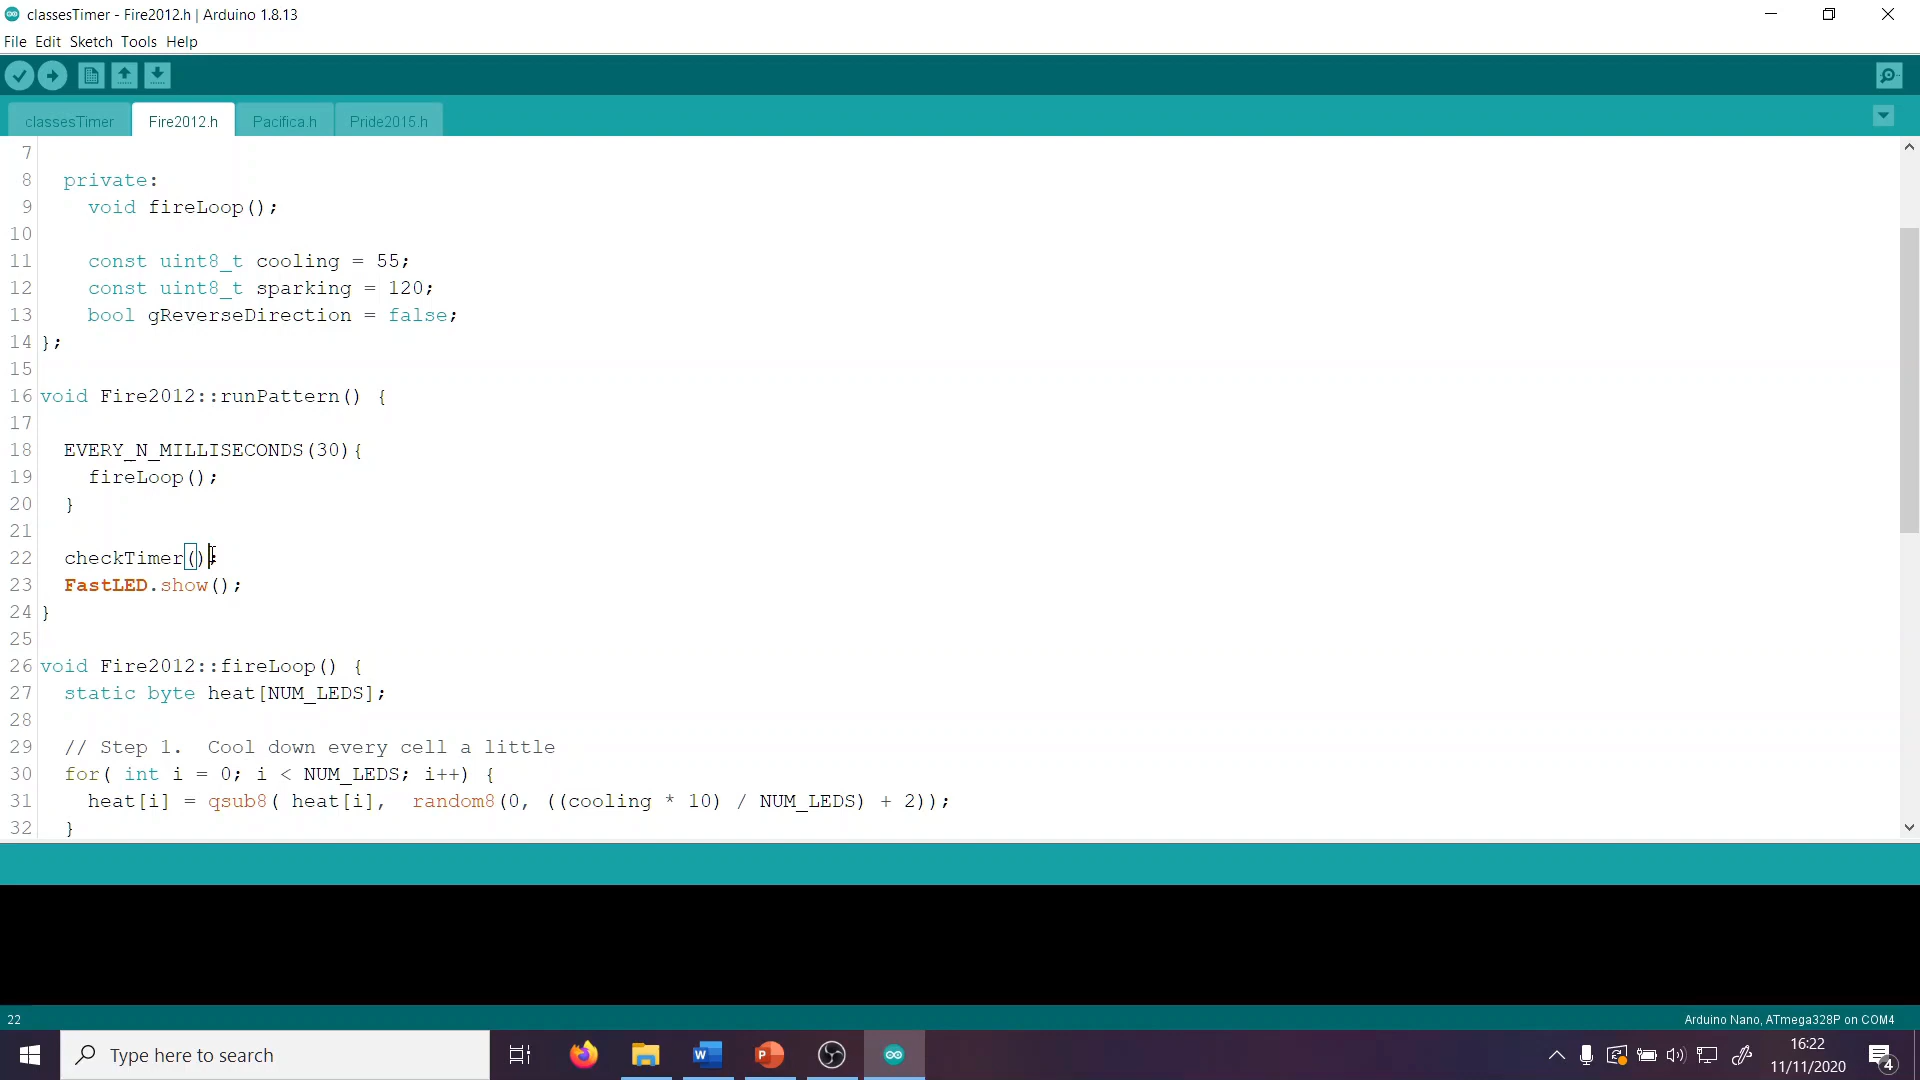 classesTimer - Fire2012.h | Arduino 1.8.13
File Edit Sketch Tools Help
classesTimer Fire2012.h Pacifica.h Pride2015.h
7
8 private:
9 void fireLoop();
10
11 const uint8_t cooling = 55;
12 const uint8_t sparking = 120;
13 bool gReverseDirection = false;
14 };
15
16 void Fire2012::runPattern() {
17
18 EVERY_N_MILLISECONDS(30){
19 fireLoop();
20 }
21
22 checkTimer();
23 FastLED.show();
24 }
25
26 void Fire2012::fireLoop() {
27 static byte heat[NUM_LEDS];
28
29 // Step 1.  Cool down every cell a little
30 for( int i = 0; i < NUM_LEDS; i++) {
31 heat[i] = qsub8( heat[i],  random8(0, ((cooling * 10) / NUM_LEDS) + 2));
32 }
22 Arduino Nano, ATmega328P on COM4
Type here to search
16:22
11/11/2020
4